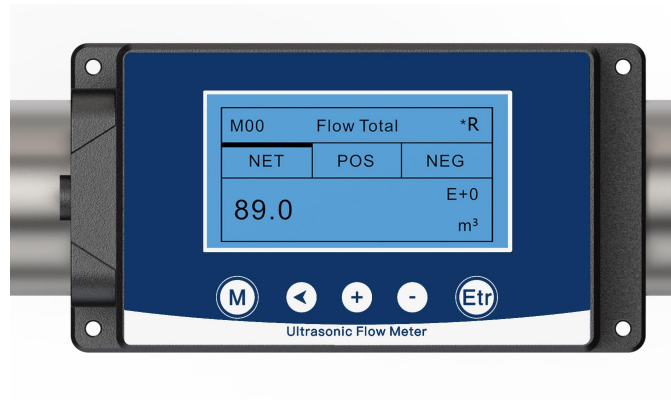 M00 Flow Total *R
NET POS NEG
89.0 E+0
m³
M < + - Etr
Ultrasonic Flow Meter